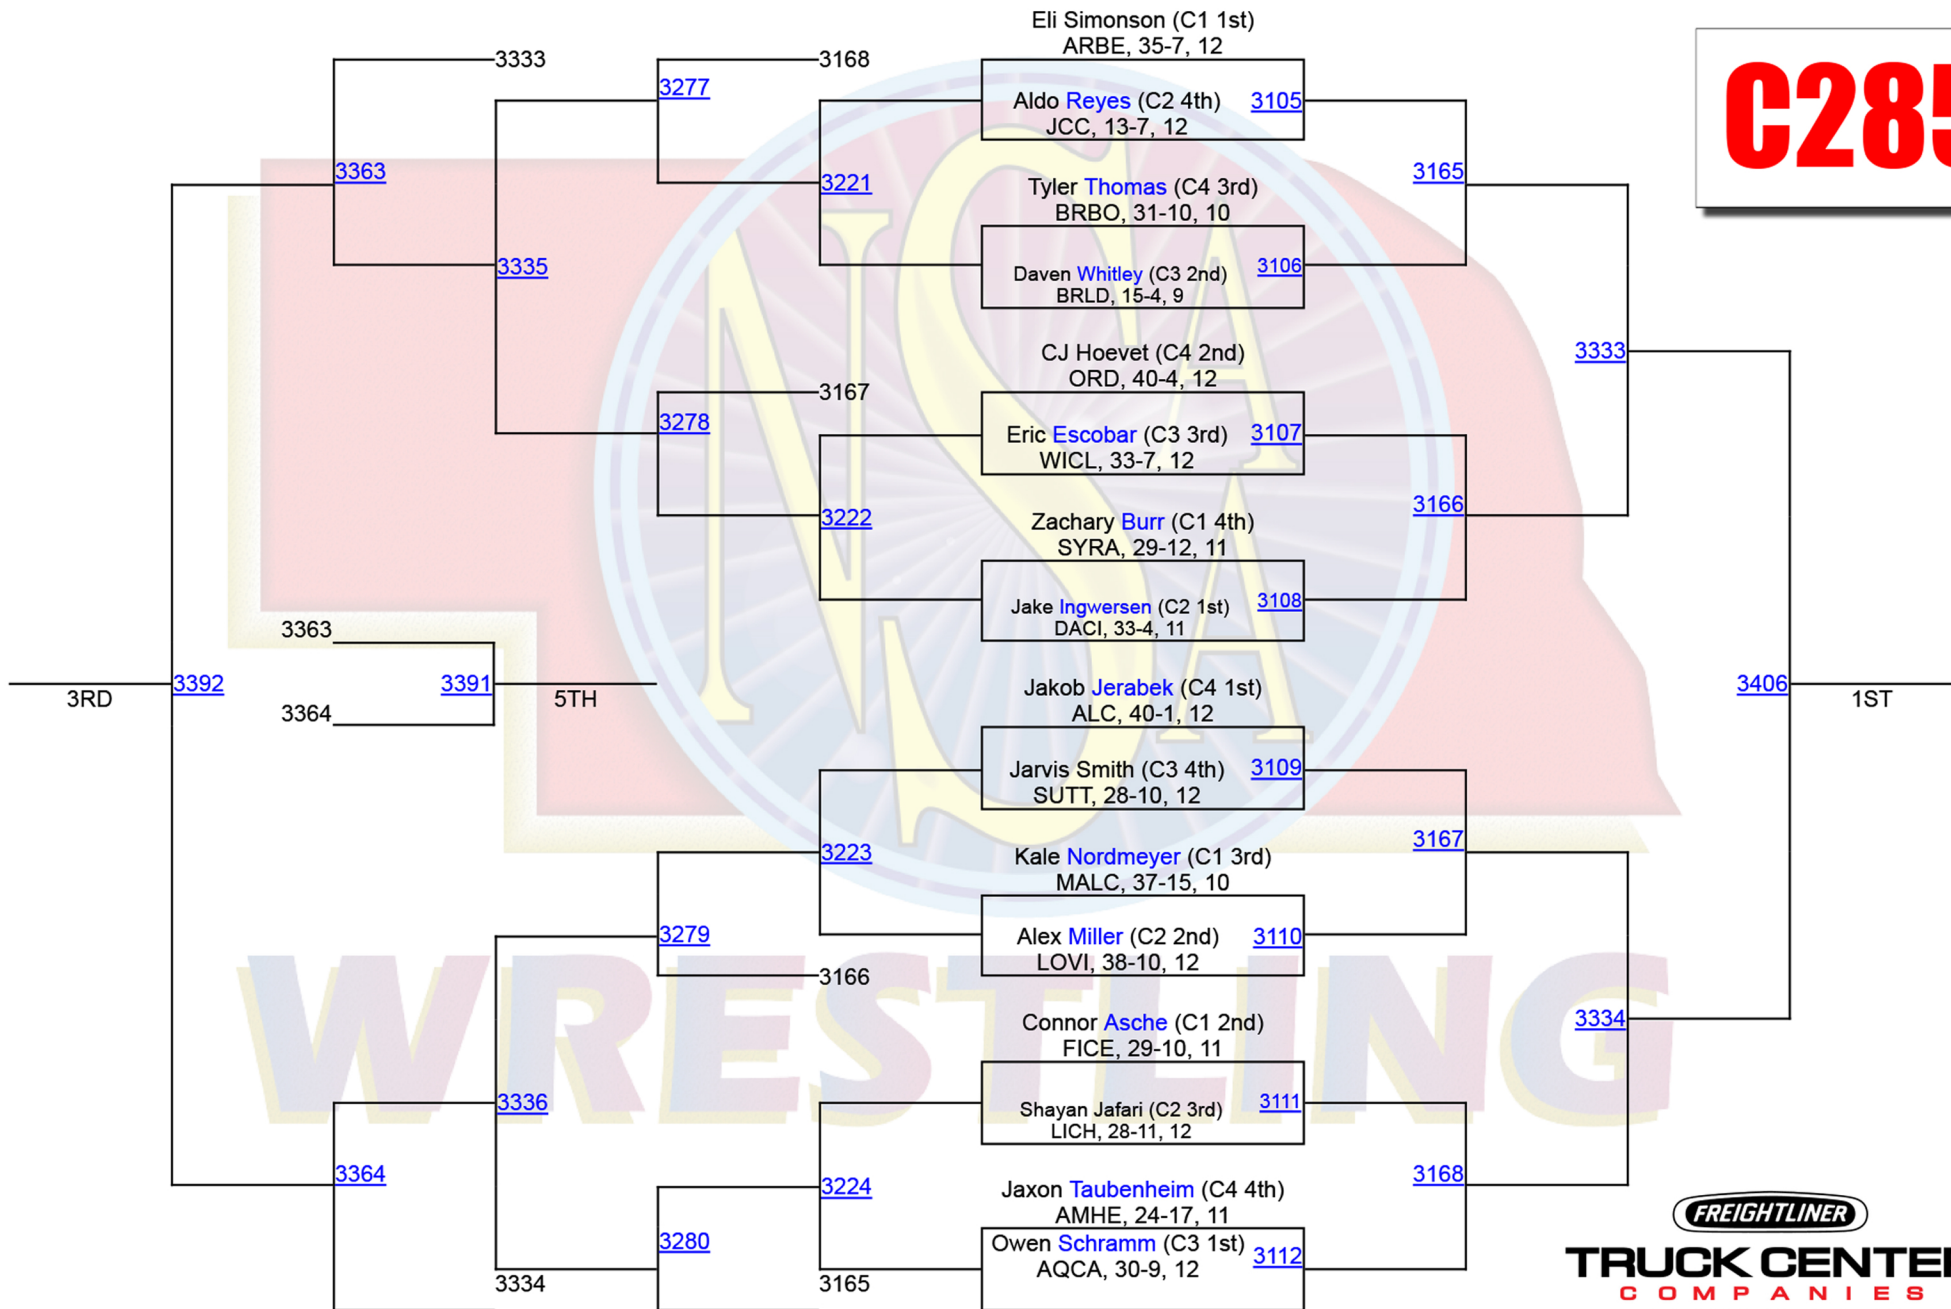 Eli Simonson (C1 1st)
ARBE, 35-7, 12
3333
3168
C285
3277
Aldo Reyes (C2 4th)
JCC, 13-7, 12
3105
3363
3221
Tyler Thomas (C4 3rd)
BRBO, 31-10, 10
3165
3335
Daven Whitley (C3 2nd)
BRLD, 15-4, 9
3106
CJ Hoevet (C4 2nd)
ORD, 40-4, 12
3333
3167
3278
Eric Escobar (C3 3rd)
WICL, 33-7, 12
3107
3222
Zachary Burr (C1 4th)
SYRA, 29-12, 11
3166
Jake Ingwersen (C2 1st)
DACI, 33-4, 11
3108
3363
3RD
3392
3391
5TH
3364
Jakob Jerabek (C4 1st)
ALC, 40-1, 12
3406
1ST
Jarvis Smith (C3 4th)
SUTT, 28-10, 12
3109
3223
Kale Nordmeyer (C1 3rd)
MALC, 37-15, 10
3167
3279
Alex Miller (C2 2nd)
LOVI, 38-10, 12
3110
3166
Connor Asche (C1 2nd)
FICE, 29-10, 11
3334
3336
Shayan Jafari (C2 3rd)
LICH, 28-11, 12
3111
3364
3224
Jaxon Taubenheim (C4 4th)
AMHE, 24-17, 11
3168
3280
Owen Schramm (C3 1st)
AQCA, 30-9, 12
3112
3334
3165
NSAA
WRESTLING
FREIGHTLINER
TRUCK CENTE
COMPANIES